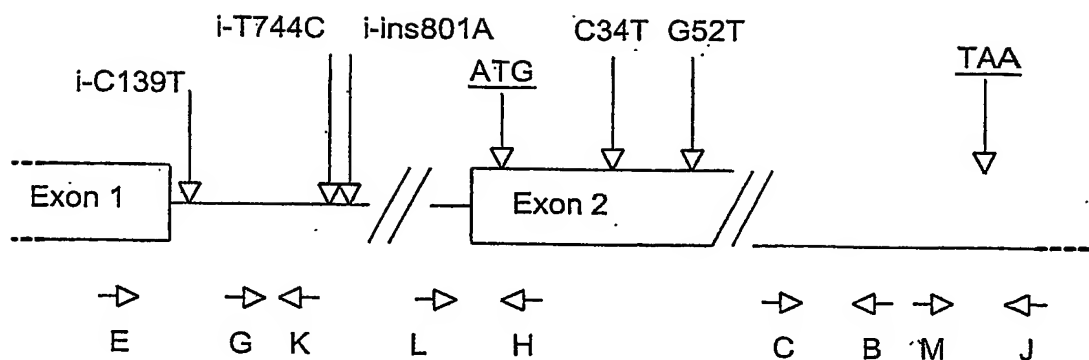 i-T744C i-ins801A C34T G52T
i-C139T ATG TAA
Exon 1 Exon 2
E G K L H C B M J